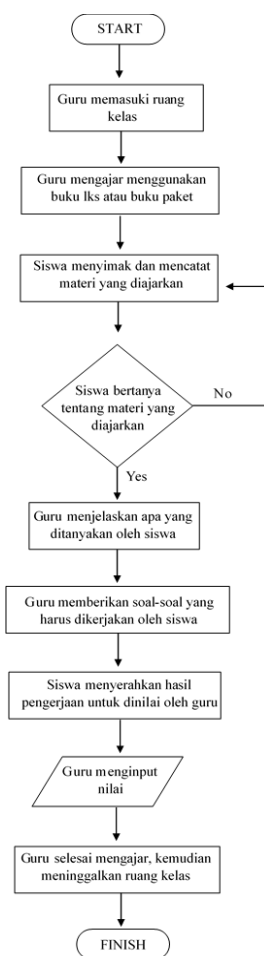 START
Guru memasuki ruang
kelas
Guru mengajar menggunakan
buku lks atau buku paket
Siswa menyimak dan mencatat
materi yang diajarkan
Siswa bertanya
tentang materi yang
diajarkan
No
Yes
Guru menjelaskan apa yang
ditanyakan oleh siswa
Guru memberikan soal-soal yang
harus dikerjakan oleh siswa
Siswa menyerahkan hasil
pengerjaan untuk dinilai oleh guru
Guru menginput
nilai
Guru selesai mengajar, kemudian
meninggalkan ruang kelas
FINISH